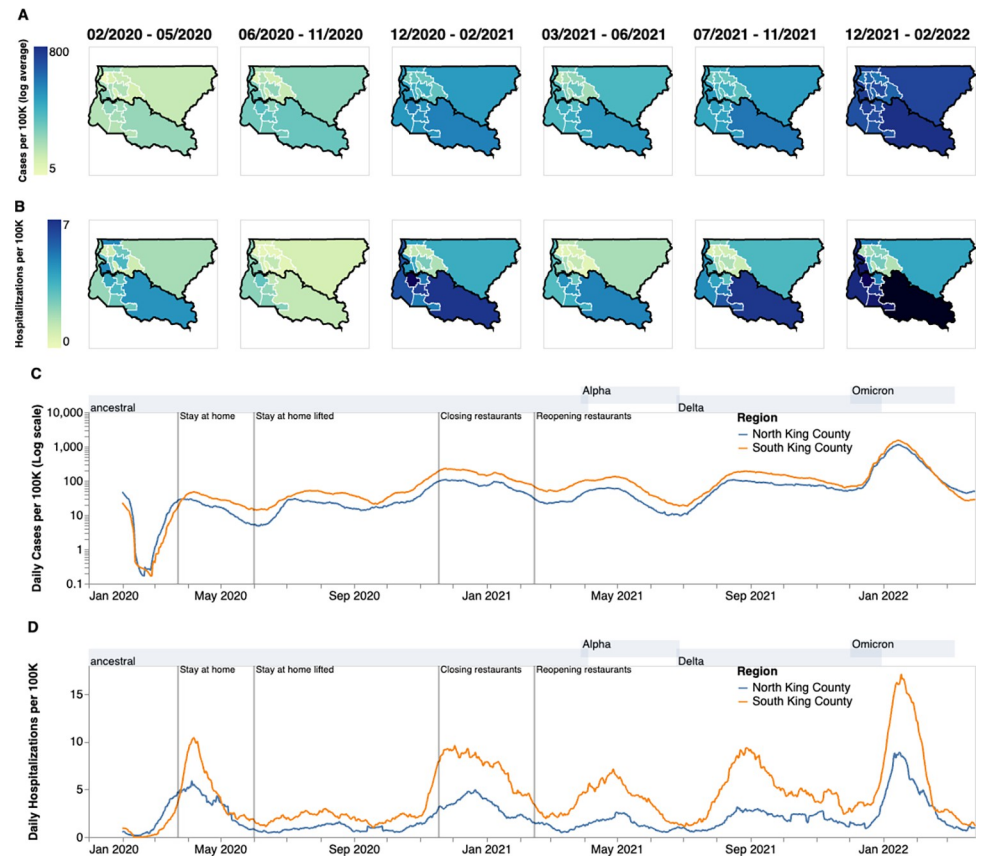 A
02/2020 - 05/2020
06/2020 - 11/2020
12/2020 - 02/2021
03/2021 - 06/2021
07/2021 - 11/2021
12/2021 - 02/2022
Cases per 100K (log average)
800
5
B
Hospitalizations per 100K
7
0
C
Alpha
Omicron
ancestral
Delta
Stay at home
Stay at home lifted
Closing restaurants
Reopening restaurants
Region
North King County
South King County
Daily Cases per 100K (Log scale)
10,000
1,000
100
10
1
0.1
Jan 2020
May 2020
Sep 2020
Jan 2021
May 2021
Sep 2021
Jan 2022
D
Alpha
Omicron
ancestral
Delta
Stay at home
Stay at home lifted
Closing restaurants
Reopening restaurants
Region
North King County
South King County
Daily Hospitalizations per 100K
15
10
5
0
Jan 2020
May 2020
Sep 2020
Jan 2021
May 2021
Sep 2021
Jan 2022